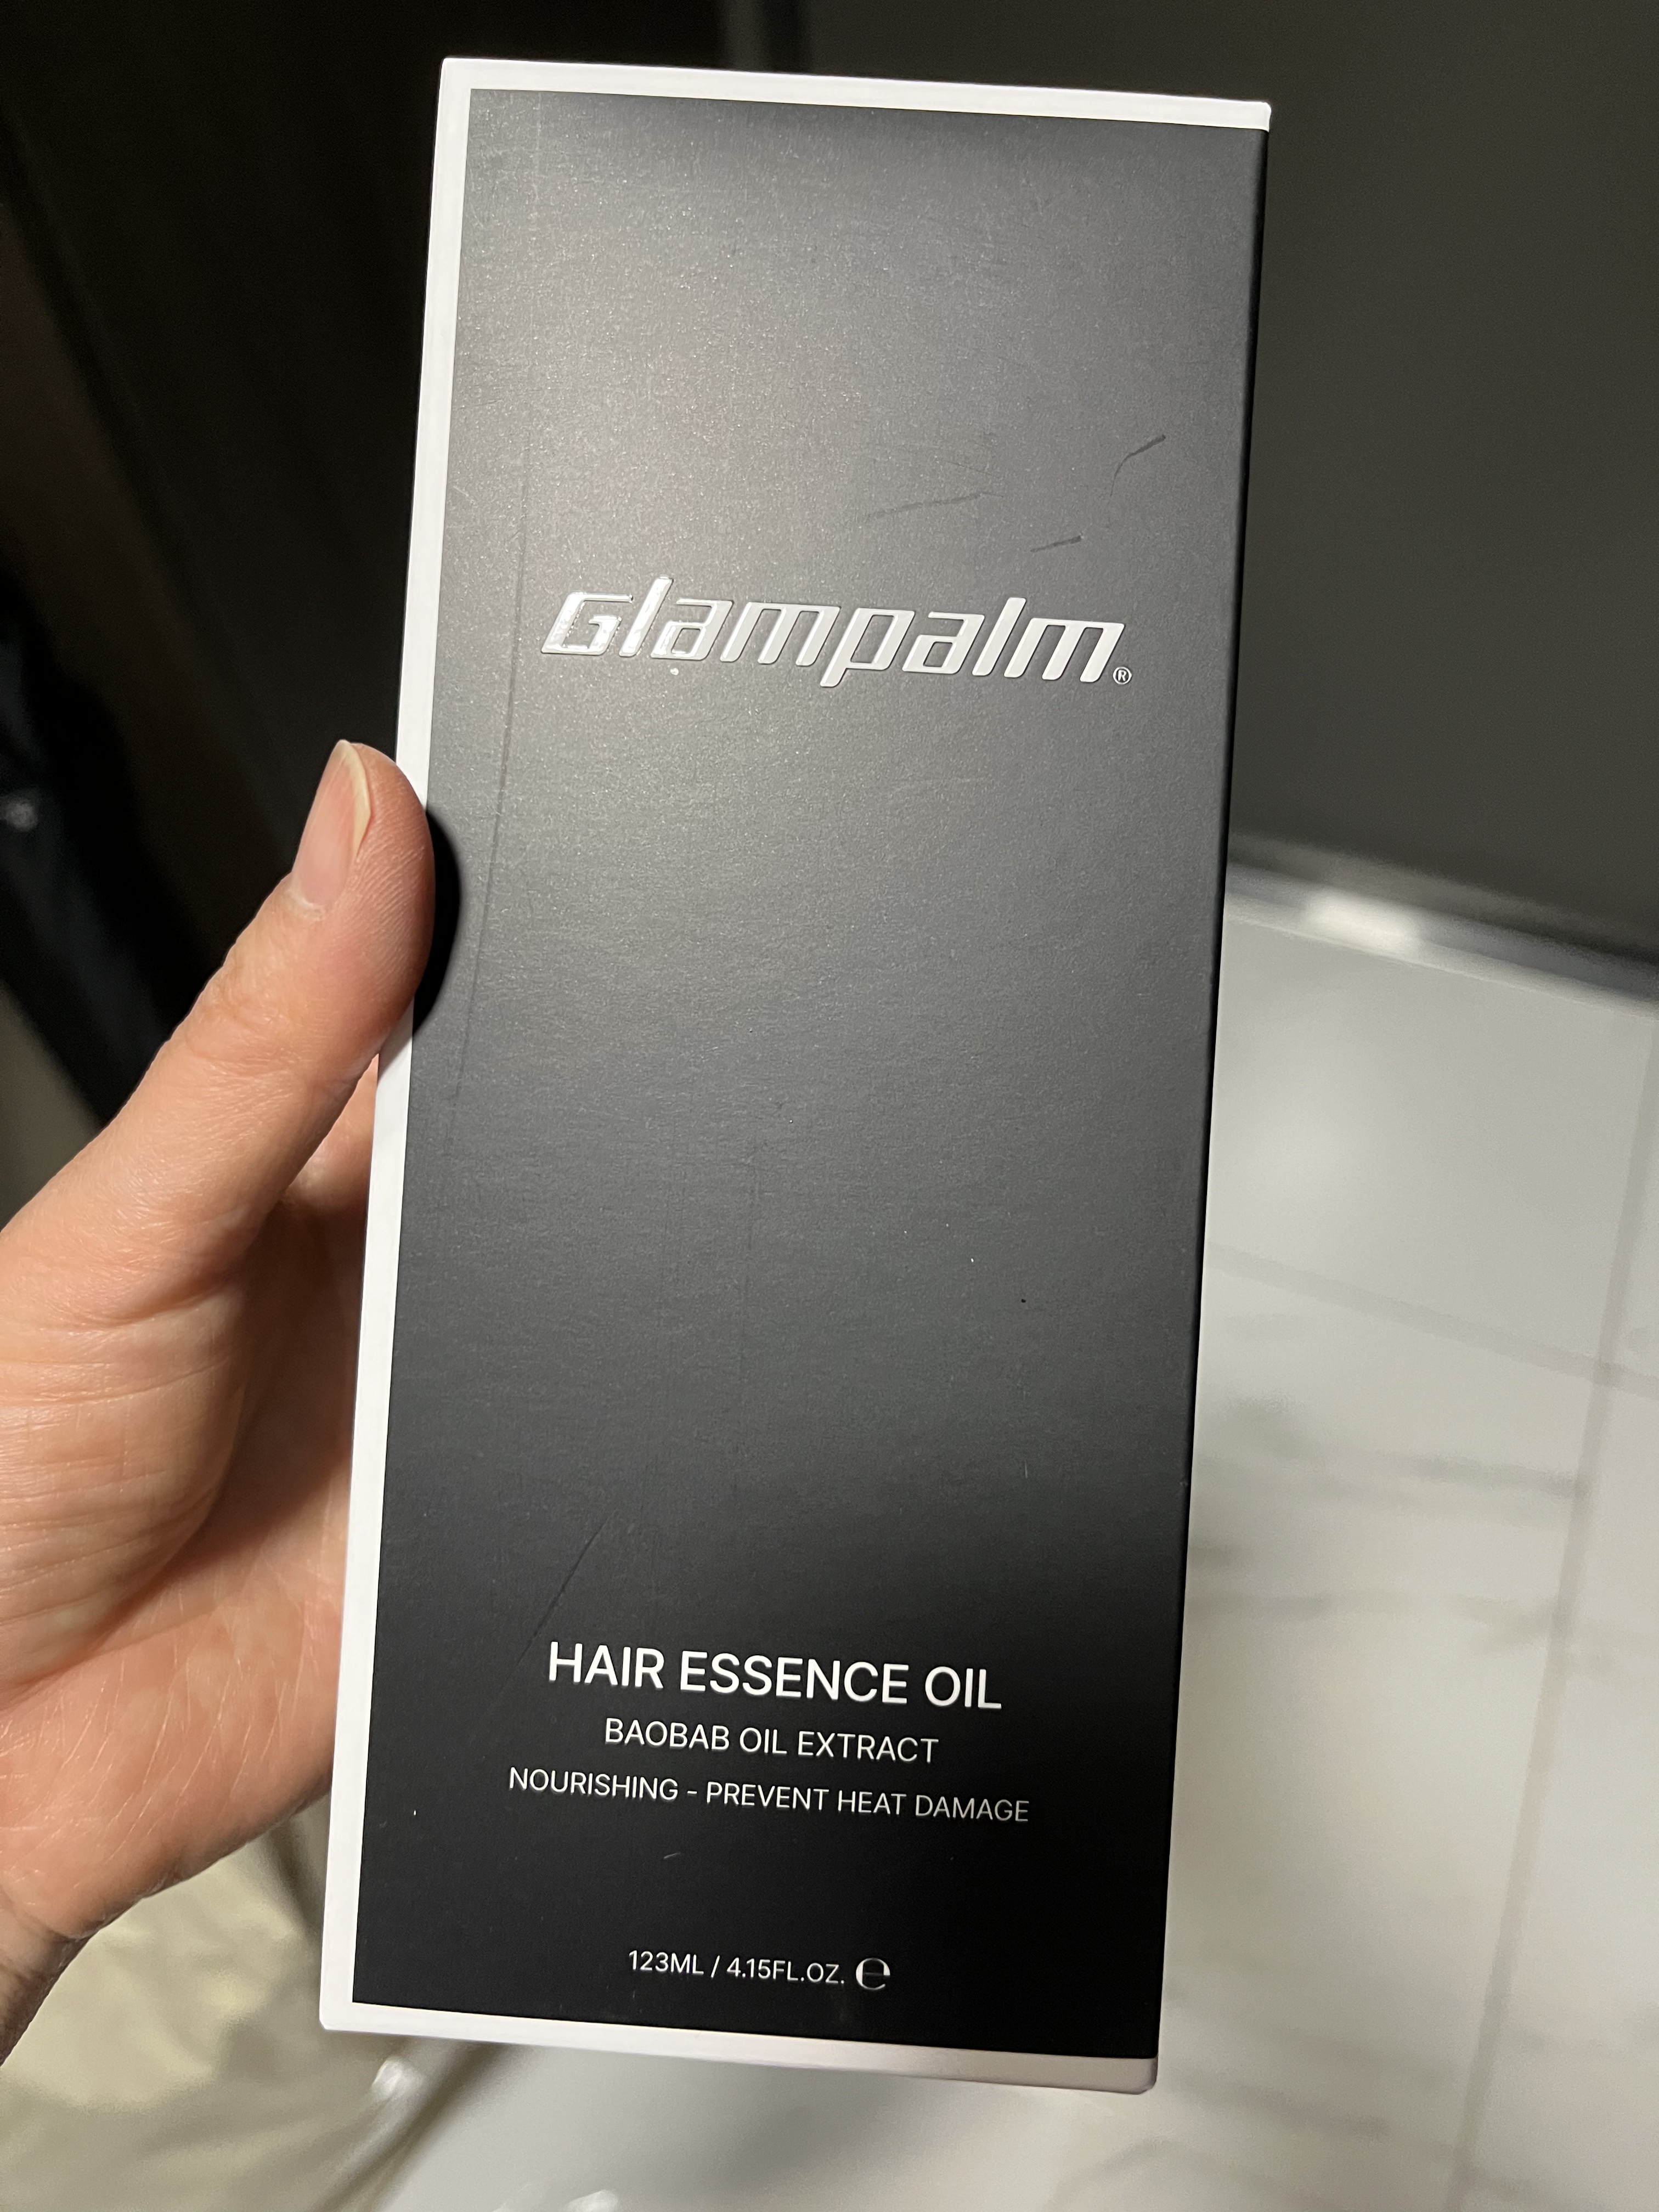 Glampalm®
HAIR ESSENCE OIL
BAOBAB OIL EXTRACT
NOURISHING - PREVENT HEAT DAMAGE
123ML / 4.15FL.OZ. ℮